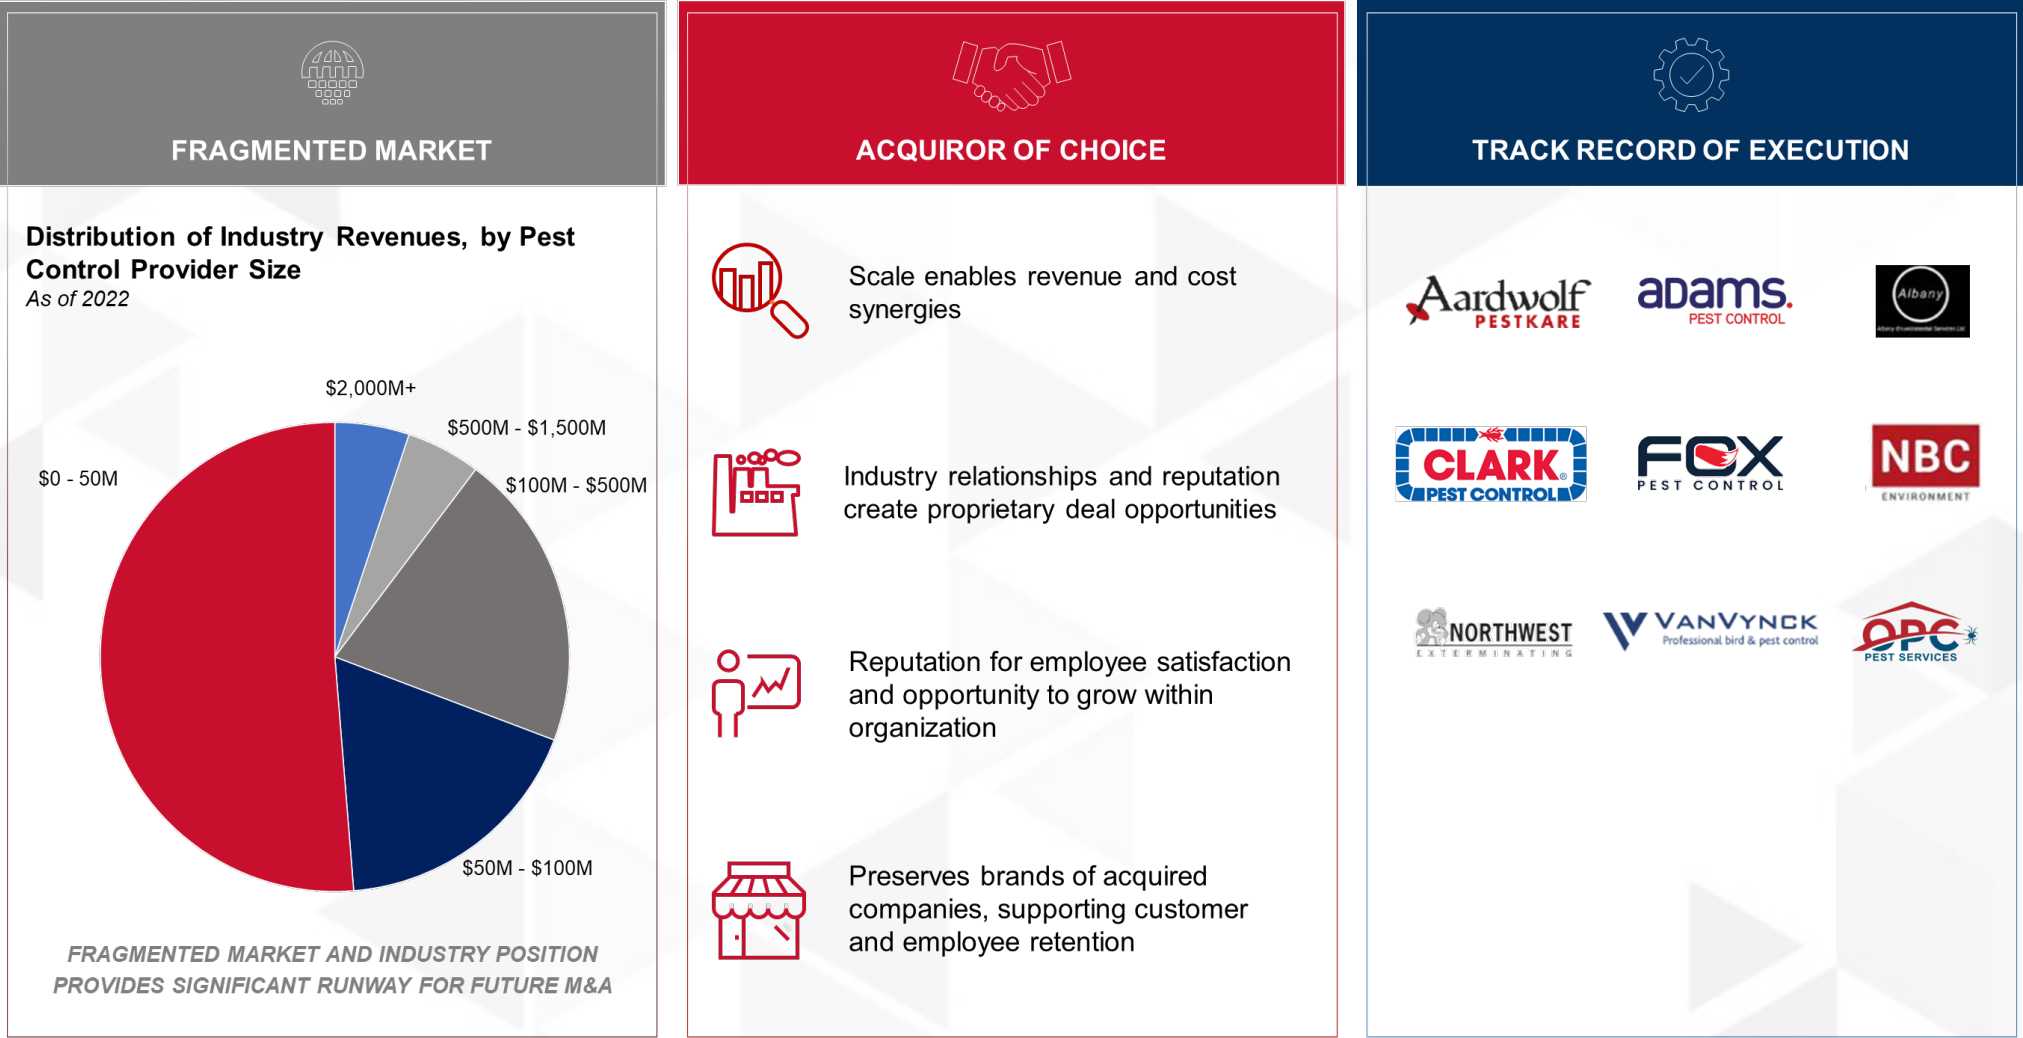 FRAGMENTED MARKET
Distribution of Industry Revenues, by Pest
Control Provider Size
As of 2022
$2,000M+
$500M - $1,500M
$0 - 50M
$100M - $500M
$50M - $100M
FRAGMENTED MARKET AND INDUSTRY POSITION
PROVIDES SIGNIFICANT RUNWAY FOR FUTURE M&A
ACQUIROR OF CHOICE
Scale enables revenue and cost
synergies
Industry relationships and reputation
create proprietary deal opportunities
Reputation for employee satisfaction
and opportunity to grow within
organization
Preserves brands of acquired
companies, supporting customer
and employee retention
TRACK RECORD OF EXECUTION
Aardwolf
PESTKARE
aDams.
PEST CONTROL
Albany
Albany Environmental Services Ltd
CLARK®
PEST CONTROL
FOX
PEST CONTROL
NBC
ENVIRONMENT
NORTHWEST
EXTERMINATING
VANVYNCK
Professional bird & pest control
OPC
PEST SERVICES